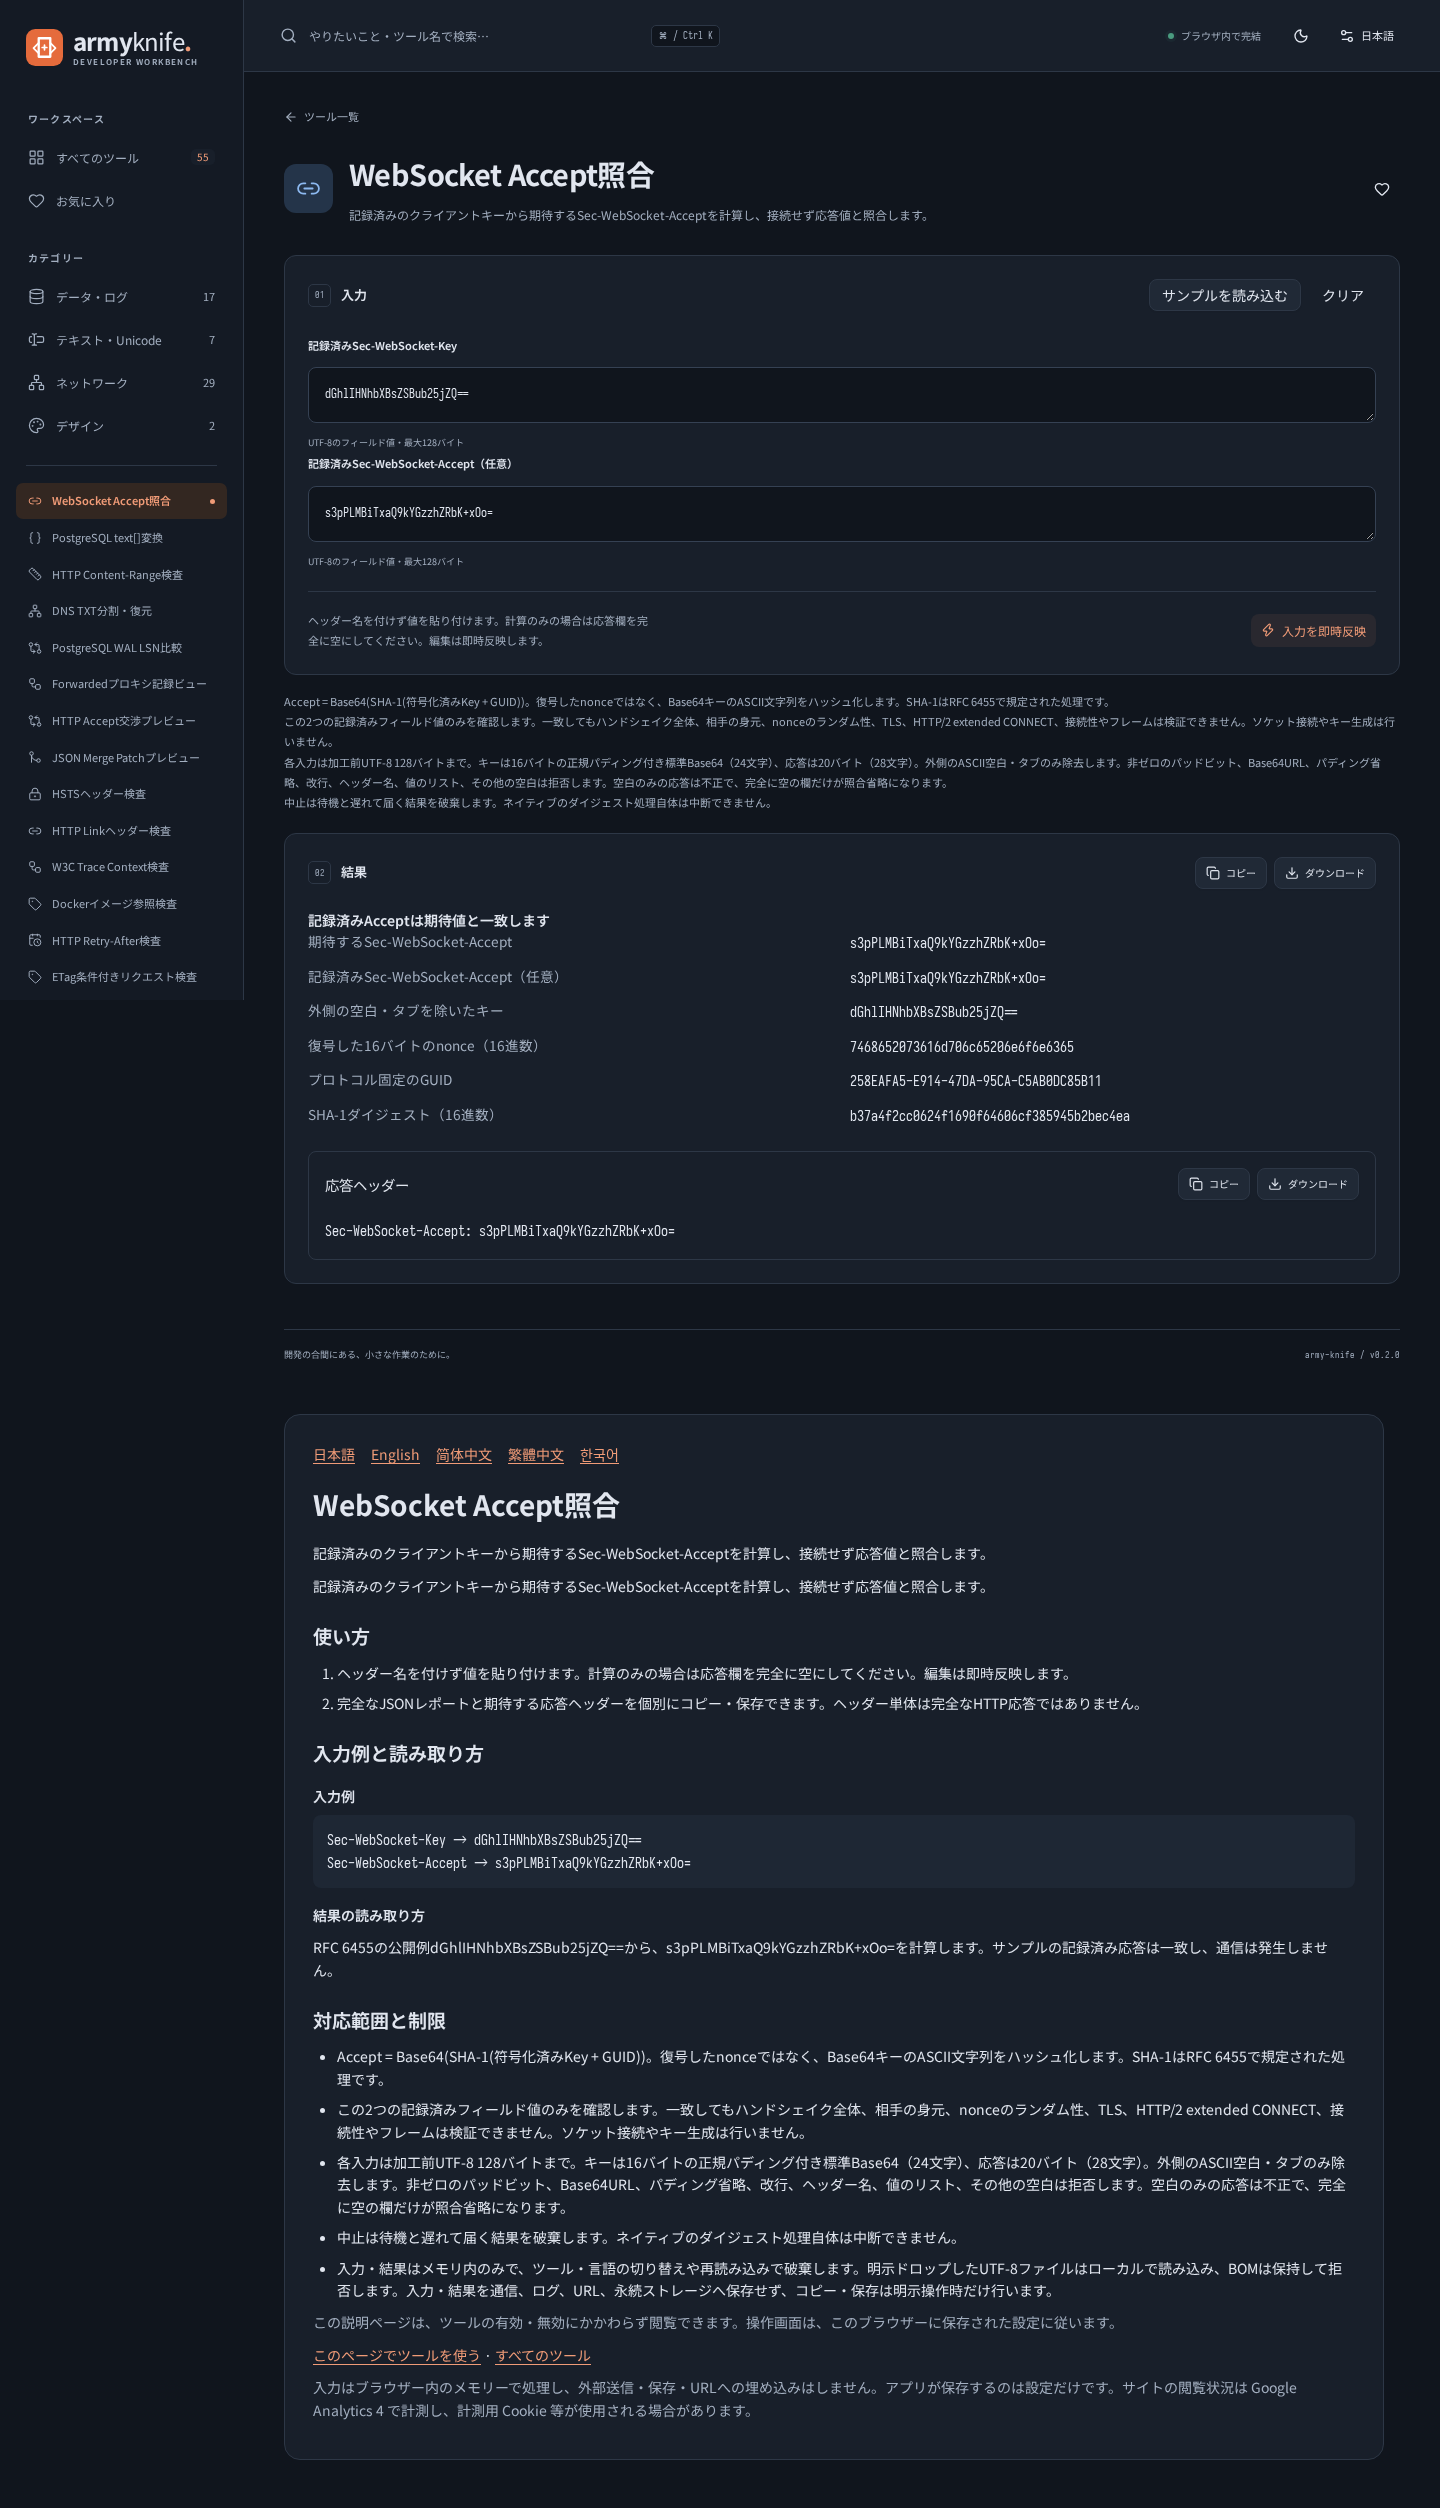 armyknife.
DEVELOPER WORKBENCH
ワークスペース
すべてのツール 55
お気に入り
カテゴリー
データ・ログ 17
テキスト・Unicode 7
ネットワーク 29
デザイン 2
WebSocket Accept照合
PostgreSQL text[]変換
HTTP Content-Range検査
DNS TXT分割・復元
PostgreSQL WAL LSN比較
Forwardedプロキシ記録ビュー
HTTP Accept交渉プレビュー
JSON Merge Patchプレビュー
HSTSヘッダー検査
HTTP Linkヘッダー検査
W3C Trace Context検査
Dockerイメージ参照検査
HTTP Retry-After検査
ETag条件付きリクエスト検査
やりたいこと・ツール名で検索… ⌘ / Ctrl K
ブラウザ内で完結
日本語
ツール一覧
WebSocket Accept照合
記録済みのクライアントキーから期待するSec-WebSocket-Acceptを計算し、接続せず応答値と照合します。
01 入力 サンプルを読み込む クリア
記録済みSec-WebSocket-Key
dGhlIHNhbXBsZSBub25jZQ==
UTF-8のフィールド値・最大128バイト
記録済みSec-WebSocket-Accept（任意）
s3pPLMBiTxaQ9kYGzzhZRbK+xOo=
UTF-8のフィールド値・最大128バイト
ヘッダー名を付けず値を貼り付けます。計算のみの場合は応答欄を完
全に空にしてください。編集は即時反映します。
入力を即時反映
Accept = Base64(SHA-1(符号化済みKey + GUID))。復号したnonceではなく、Base64キーのASCII文字列をハッシュ化します。SHA-1はRFC 6455で規定された処理です。
この2つの記録済みフィールド値のみを確認します。一致してもハンドシェイク全体、相手の身元、nonceのランダム性、TLS、HTTP/2 extended CONNECT、接続性やフレームは検証できません。ソケット接続やキー生成は行
いません。
各入力は加工前UTF-8 128バイトまで。キーは16バイトの正規パディング付き標準Base64（24文字）、応答は20バイト（28文字）。外側のASCII空白・タブのみ除去します。非ゼロのパッドビット、Base64URL、パディング省
略、改行、ヘッダー名、値のリスト、その他の空白は拒否します。空白のみの応答は不正で、完全に空の欄だけが照合省略になります。
中止は待機と遅れて届く結果を破棄します。ネイティブのダイジェスト処理自体は中断できません。
02 結果 コピー ダウンロード
記録済みAcceptは期待値と一致します
期待するSec-WebSocket-Accept s3pPLMBiTxaQ9kYGzzhZRbK+xOo=
記録済みSec-WebSocket-Accept（任意） s3pPLMBiTxaQ9kYGzzhZRbK+xOo=
外側の空白・タブを除いたキー dGhlIHNhbXBsZSBub25jZQ==
復号した16バイトのnonce（16進数） 7468652073616d706c65206e6f6e6365
プロトコル固定のGUID 258EAFA5-E914-47DA-95CA-C5AB0DC85B11
SHA-1ダイジェスト（16進数） b37a4f2cc0624f1690f64606cf385945b2bec4ea
応答ヘッダー コピー ダウンロード
Sec-WebSocket-Accept: s3pPLMBiTxaQ9kYGzzhZRbK+xOo=
開発の合間にある、小さな作業のために。 army-knife / v0.2.0
日本語 English 简体中文 繁體中文 한국어
WebSocket Accept照合
記録済みのクライアントキーから期待するSec-WebSocket-Acceptを計算し、接続せず応答値と照合します。
記録済みのクライアントキーから期待するSec-WebSocket-Acceptを計算し、接続せず応答値と照合します。
使い方
1. ヘッダー名を付けず値を貼り付けます。計算のみの場合は応答欄を完全に空にしてください。編集は即時反映します。
2. 完全なJSONレポートと期待する応答ヘッダーを個別にコピー・保存できます。ヘッダー単体は完全なHTTP応答ではありません。
入力例と読み取り方
入力例
Sec-WebSocket-Key -> dGhlIHNhbXBsZSBub25jZQ==
Sec-WebSocket-Accept -> s3pPLMBiTxaQ9kYGzzhZRbK+xOo=
結果の読み取り方
RFC 6455の公開例dGhlIHNhbXBsZSBub25jZQ==から、s3pPLMBiTxaQ9kYGzzhZRbK+xOo=を計算します。サンプルの記録済み応答は一致し、通信は発生しませ
ん。
対応範囲と制限
• Accept = Base64(SHA-1(符号化済みKey + GUID))。復号したnonceではなく、Base64キーのASCII文字列をハッシュ化します。SHA-1はRFC 6455で規定された処
理です。
• この2つの記録済みフィールド値のみを確認します。一致してもハンドシェイク全体、相手の身元、nonceのランダム性、TLS、HTTP/2 extended CONNECT、接
続性やフレームは検証できません。ソケット接続やキー生成は行いません。
• 各入力は加工前UTF-8 128バイトまで。キーは16バイトの正規パディング付き標準Base64（24文字）、応答は20バイト（28文字）。外側のASCII空白・タブのみ除
去します。非ゼロのパッドビット、Base64URL、パディング省略、改行、ヘッダー名、値のリスト、その他の空白は拒否します。空白のみの応答は不正で、完全
に空の欄だけが照合省略になります。
• 中止は待機と遅れて届く結果を破棄します。ネイティブのダイジェスト処理自体は中断できません。
• 入力・結果はメモリ内のみで、ツール・言語の切り替えや再読み込みで破棄します。明示ドロップしたUTF-8ファイルはローカルで読み込み、BOMは保持して拒
否します。入力・結果を通信、ログ、URL、永続ストレージへ保存せず、コピー・保存は明示操作時だけ行います。
この説明ページは、ツールの有効・無効にかかわらず閲覧できます。操作画面は、このブラウザーに保存された設定に従います。
このページでツールを使う · すべてのツール
入力はブラウザー内のメモリーで処理し、外部送信・保存・URLへの埋め込みはしません。アプリが保存するのは設定だけです。サイトの閲覧状況は Google
Analytics 4 で計測し、計測用 Cookie 等が使用される場合があります。